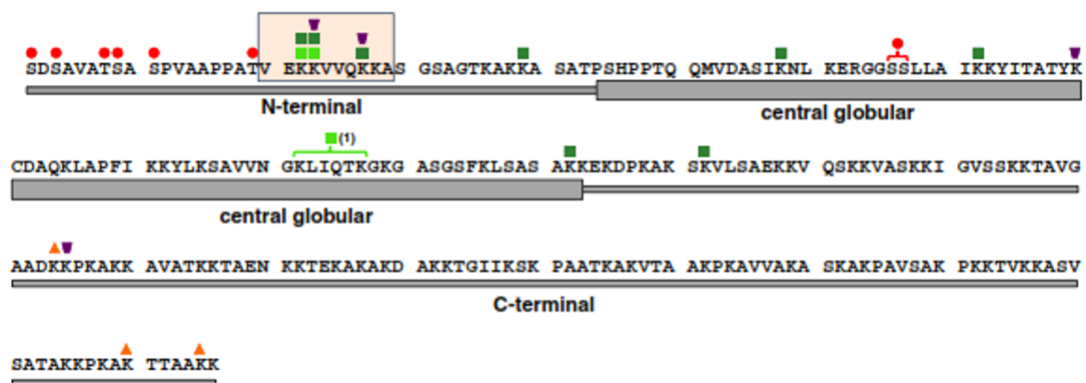 SDSAVATSA SPVAAPPATV EKKVVQKKAS GSAGTKAKKA SATPSHPPTQ QMVDASIKNL KERGGSSLLA IKKYITATYK
N-terminal
central globular
(1)
CDAQKLAPFI KKYLKSAVVN GKLIQTKGKG ASGSFKLSAS AKKEKDPKAK SKVLSAEKKV QSKKVASKKI GVSSKKTAVG
central globular
AADKKPKAKK AVATKKTAEN KKTEKAKAKD AKKTGIIKSK PAATKAKVTA AKPKAVVAKA SKAKPAVSAK PKKTVKKASV
C-terminal
SATAKKPKAK TTAAKK